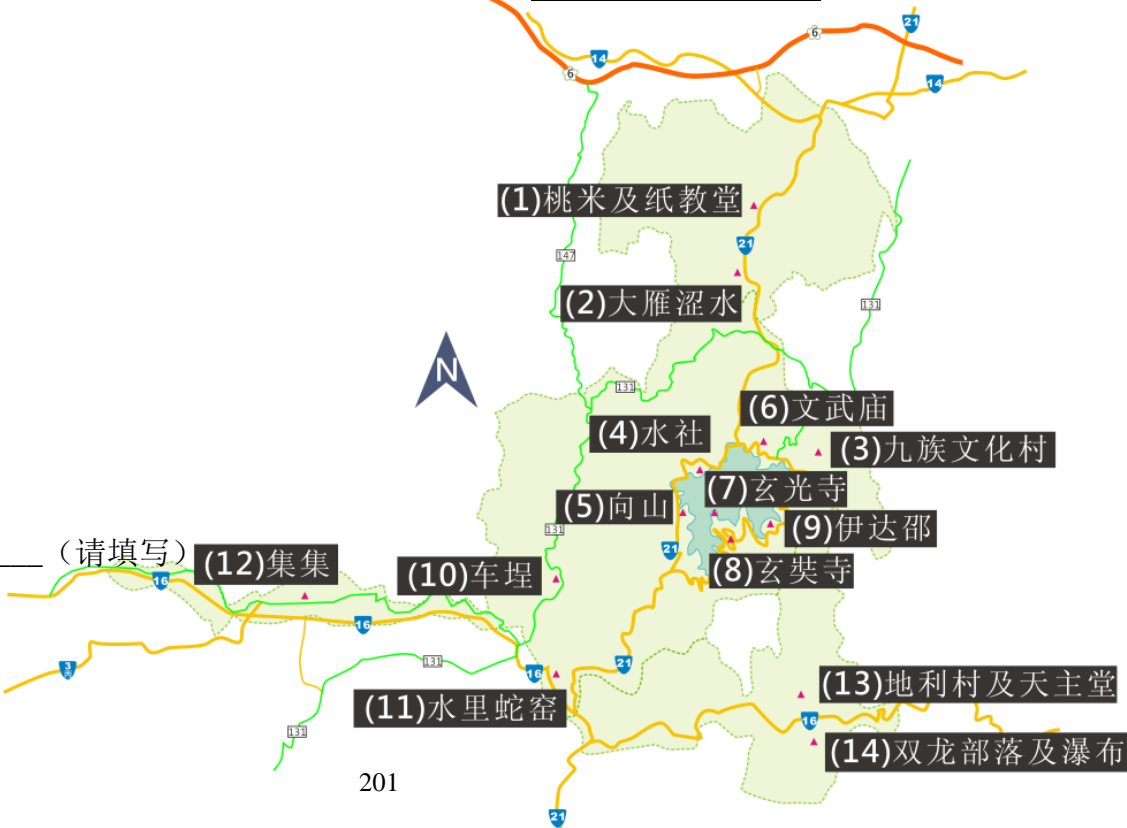 6
21
14
6
14
(1)桃米及纸教堂
21
147
(2)大雁涩水
131
N
131
(6)文武庙
(4)水社
(3)九族文化村
(7)玄光寺
(5)向山
(9)伊达邵
131
21
___（请填写）
(12)集集
(10)车埕
(8)玄奘寺
16
16
131
21
3
16
(13)地利村及天主堂
(11)水里蛇窑
16
131
(14)双龙部落及瀑布
201
21